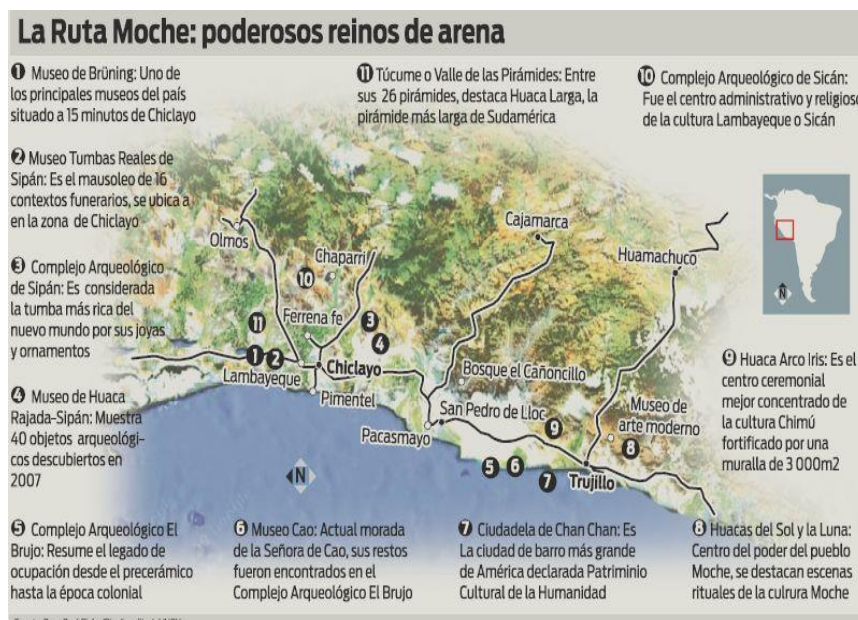 La Ruta Moche: poderosos reinos de arena
1 Museo de Brüning: Uno de
los principales museos del país
situado a 15 minutos de Chiclayo
11 Túcume o Valle de las Pirámides: Entre
sus 26 pirámides, destaca Huaca Larga, la
pirámide más larga de Sudamérica
10 Complejo Arqueológico de Sicán:
Fue el centro administrativo y religioso
de la cultura Lambayeque o Sicán
2 Museo Tumbas Reales de
Sipán: Es el mausoleo de 16
contextos funerarios, se ubica a
en la zona de Chiclayo
3 Complejo Arqueológico
de Sipán: Es considerada
la tumba más rica del
nuevo mundo por sus joyas
y ornamentos
4 Museo de Huaca
Rajada-Sipán: Muestra
40 objetos arqueológi-
cos descubiertos en
2007
Olmos
Chaparri
Cajamarca
Huamachuco
10
Ferrena fe
11
3
4
1
2
Chiclayo
Lambayeque
Pimentel
Bosque el Cañoncillo
San Pedro de Lloc
Pacasmayo
Museo de
arte moderno
9
8
5
6
7
Trujillo
N
N
9 Huaca Arco Iris: Es el
centro ceremonial
mejor concentrado de
la cultura Chimú
fortificado por una
muralla de 3 000m2
5 Complejo Arqueológico El
Brujo: Resume el legado de
ocupación desde el precerámico
hasta la época colonial
6 Museo Cao: Actual morada
de la Señora de Cao, sus restos
fueron encontrados en el
Complejo Arqueológico El Brujo
7 Ciudadela de Chan Chan: Es
La ciudad de barro más grande
de América declarada Patriminio
Cultural de la Humanidad
8 Huacas del Sol y la Luna:
Centro del poder del pueblo
Moche, se destacan escenas
rituales de la culrura Moche